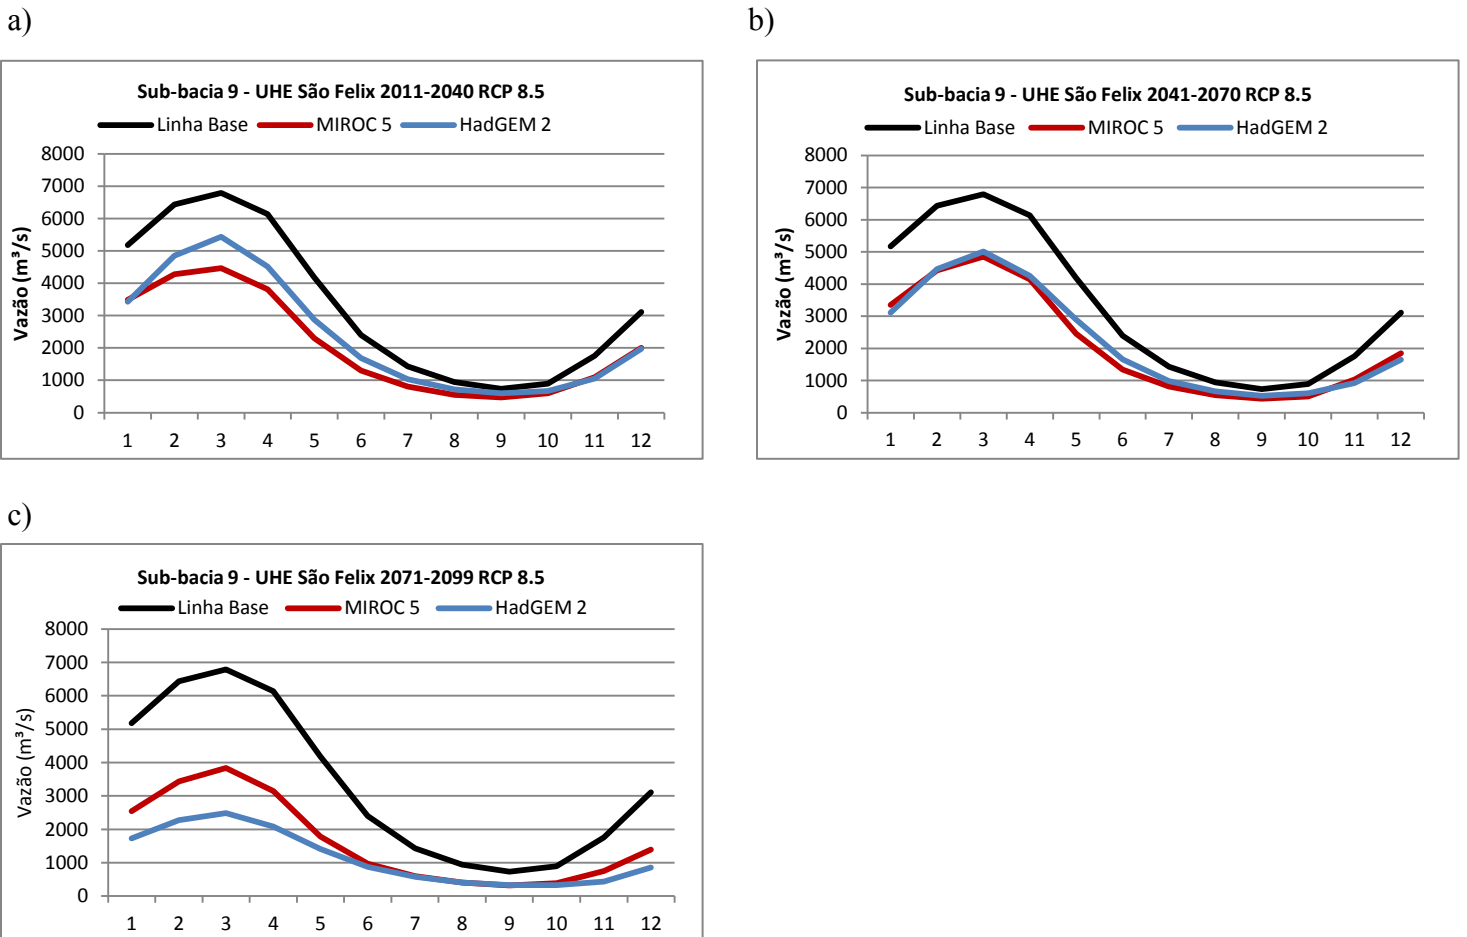 a)
Sub-bacia 9 - UHE São Felix 2011-2040 RCP 8.5
Linha Base MIROC 5 HadGEM 2
Vazão (m³/s)
8000
7000
6000
5000
4000
3000
2000
1000
0
1 2 3 4 5 6 7 8 9 10 11 12
b)
Sub-bacia 9 - UHE São Felix 2041-2070 RCP 8.5
Linha Base MIROC 5 HadGEM 2
Vazão (m³/s)
8000
7000
6000
5000
4000
3000
2000
1000
0
1 2 3 4 5 6 7 8 9 10 11 12
c)
Sub-bacia 9 - UHE São Felix 2071-2099 RCP 8.5
Linha Base MIROC 5 HadGEM 2
Vazão (m³/s)
8000
7000
6000
5000
4000
3000
2000
1000
0
1 2 3 4 5 6 7 8 9 10 11 12